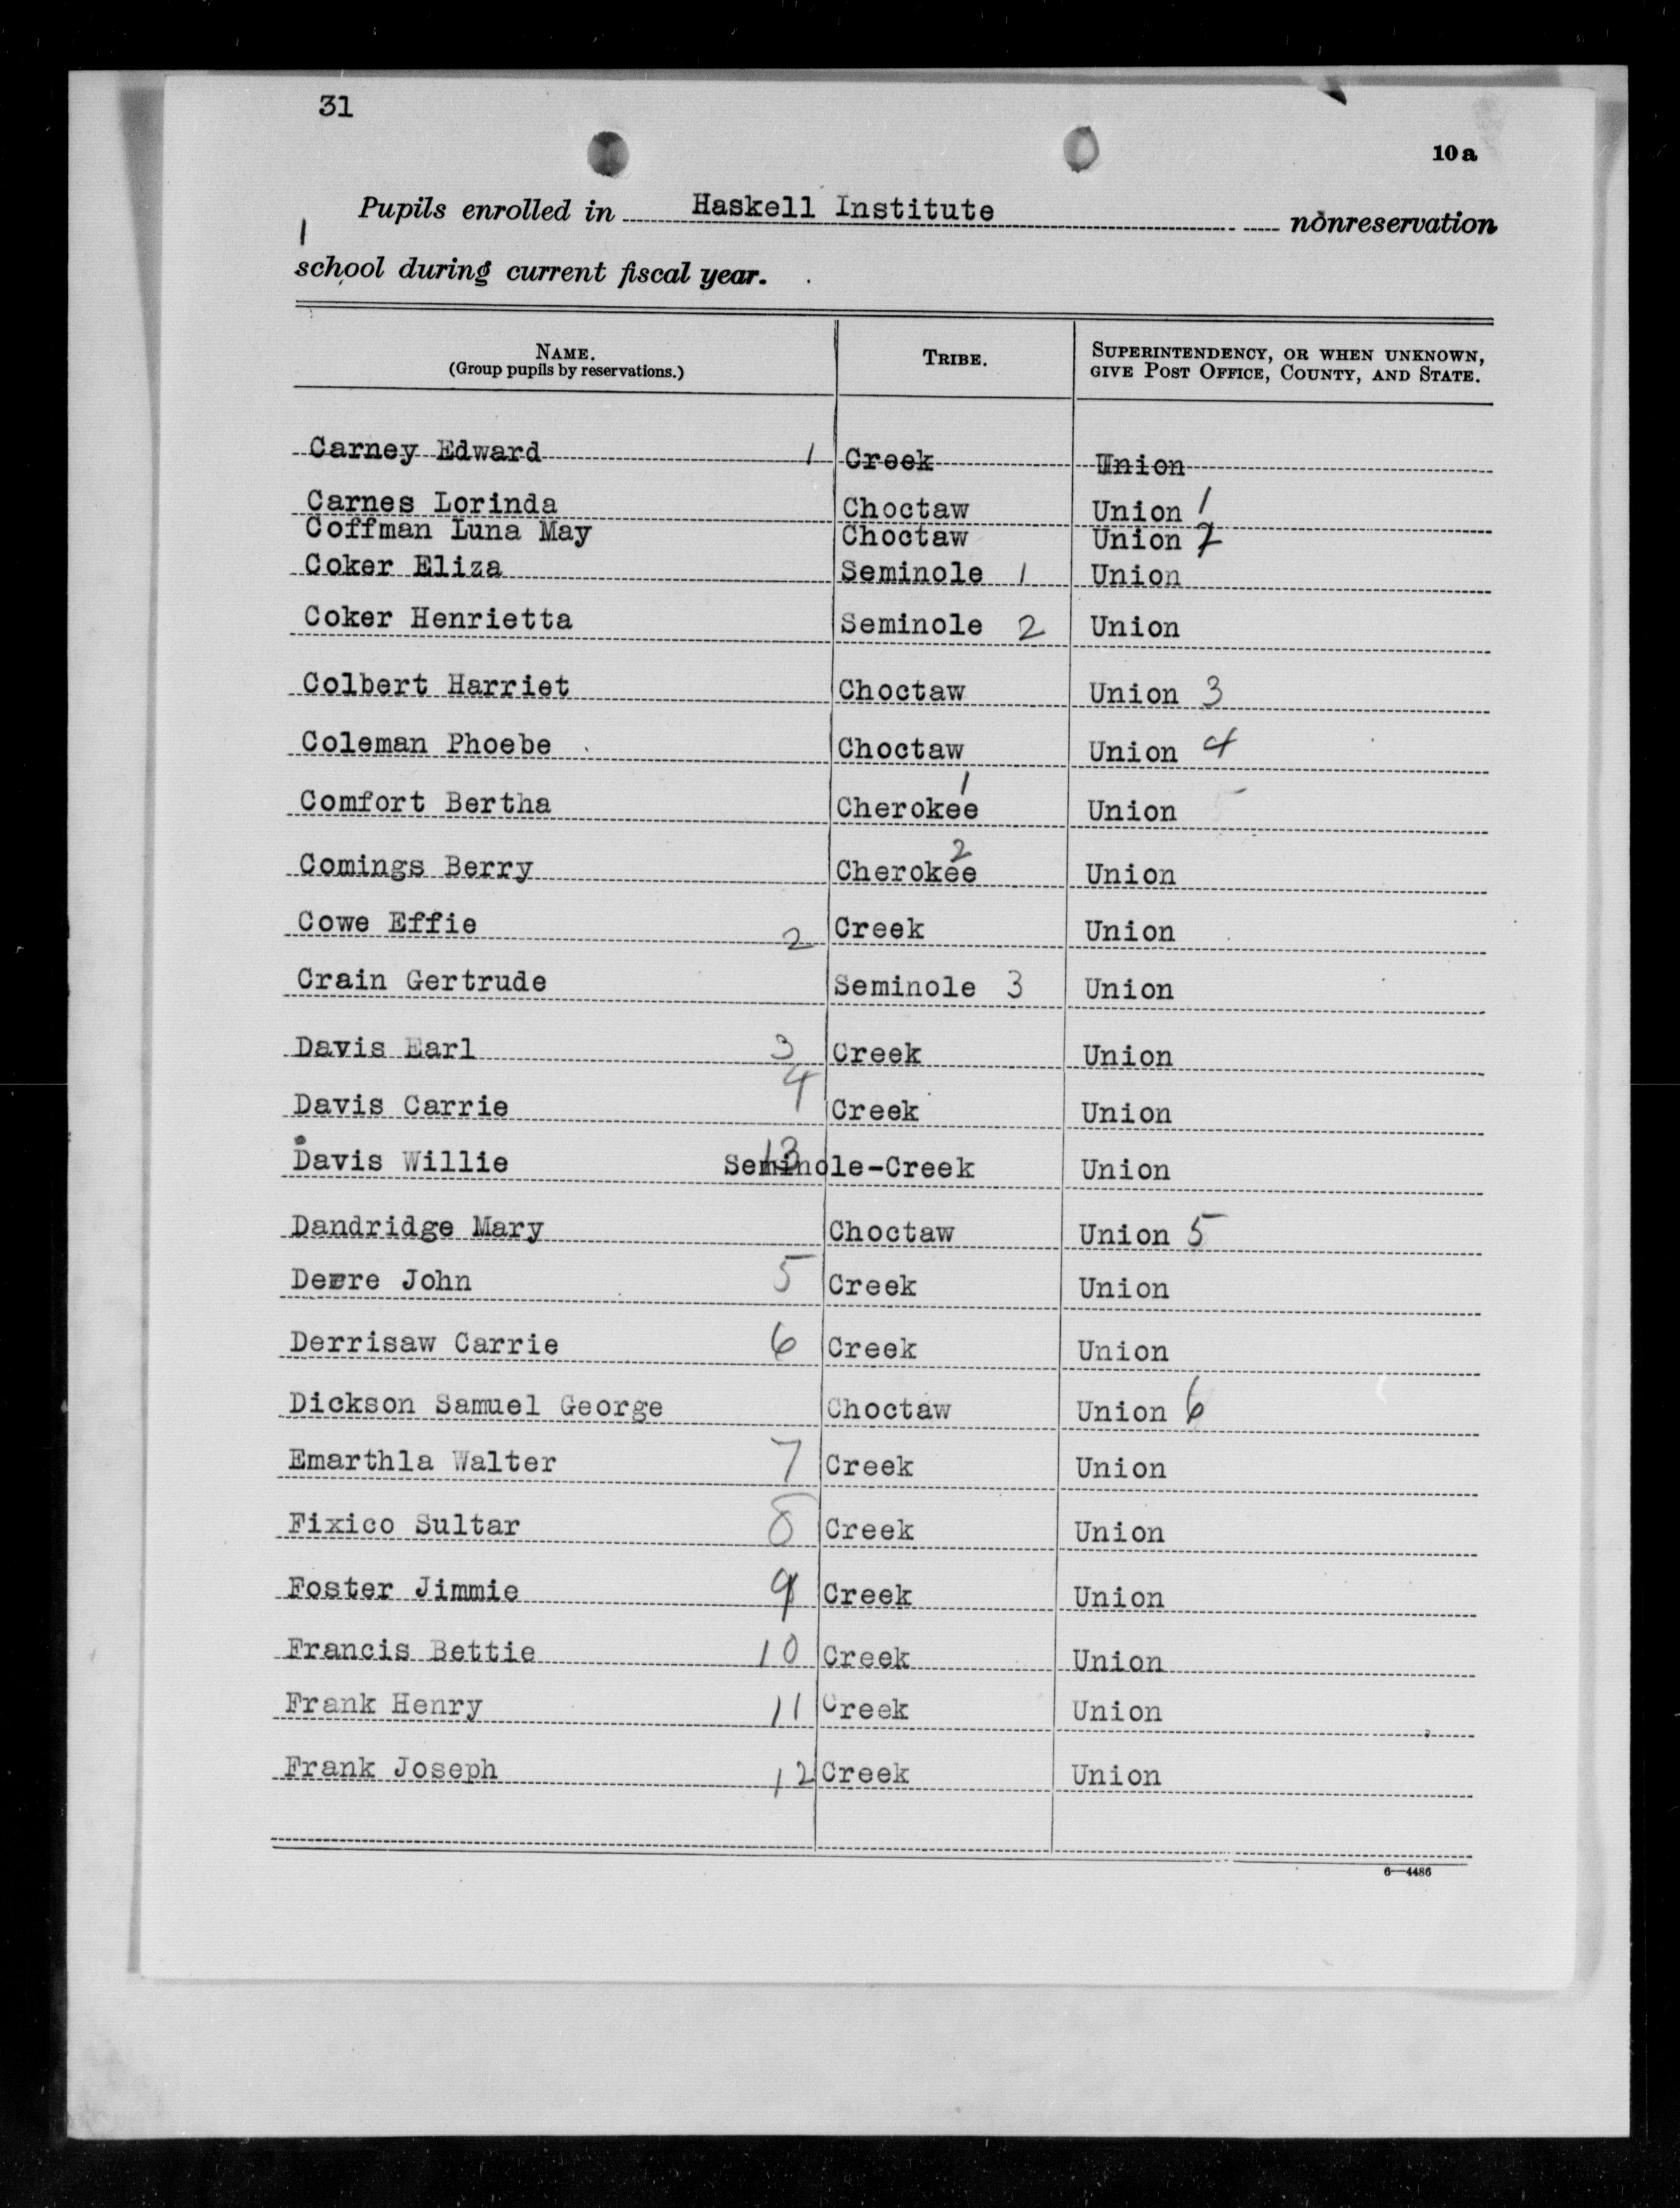 31
10a
Pupils enrolled in Haskell Institute nonreservation
1
school during current fiscal year.
NAME. TRIBE. SUPERINTENDENCY, OR WHEN UNKNOWN,
(Group pupils by reservations.) GIVE POST OFFICE, COUNTY, AND STATE.
Carney Edward 1 Creek Union
Carnes Lorinda Choctaw Union 1
Coffman Luna May Choctaw Union 2
Coker Eliza Seminole 1 Union
Coker Henrietta Seminole 2 Union
Colbert Harriet Choctaw Union 3
Coleman Phoebe Choctaw Union 4
Comfort Bertha Cherokee 1 Union
Comings Berry Cherokee 2 Union
Cowe Effie 2 Creek Union
Crain Gertrude Seminole 3 Union
Davis Earl 3 Creek Union
Davis Carrie 4 Creek Union
Davis Willie 13 Seminole-Creek Union
Dandridge Mary Choctaw Union 5
Deere John 5 Creek Union
Derrisaw Carrie 6 Creek Union
Dickson Samuel George Choctaw Union 6
Emarthla Walter 7 Creek Union
Fixico Sultar 8 Creek Union
Foster Jimmie 9 Creek Union
Francis Bettie 10 Creek Union
Frank Henry 11 Creek Union
Frank Joseph 12 Creek Union
6—4486